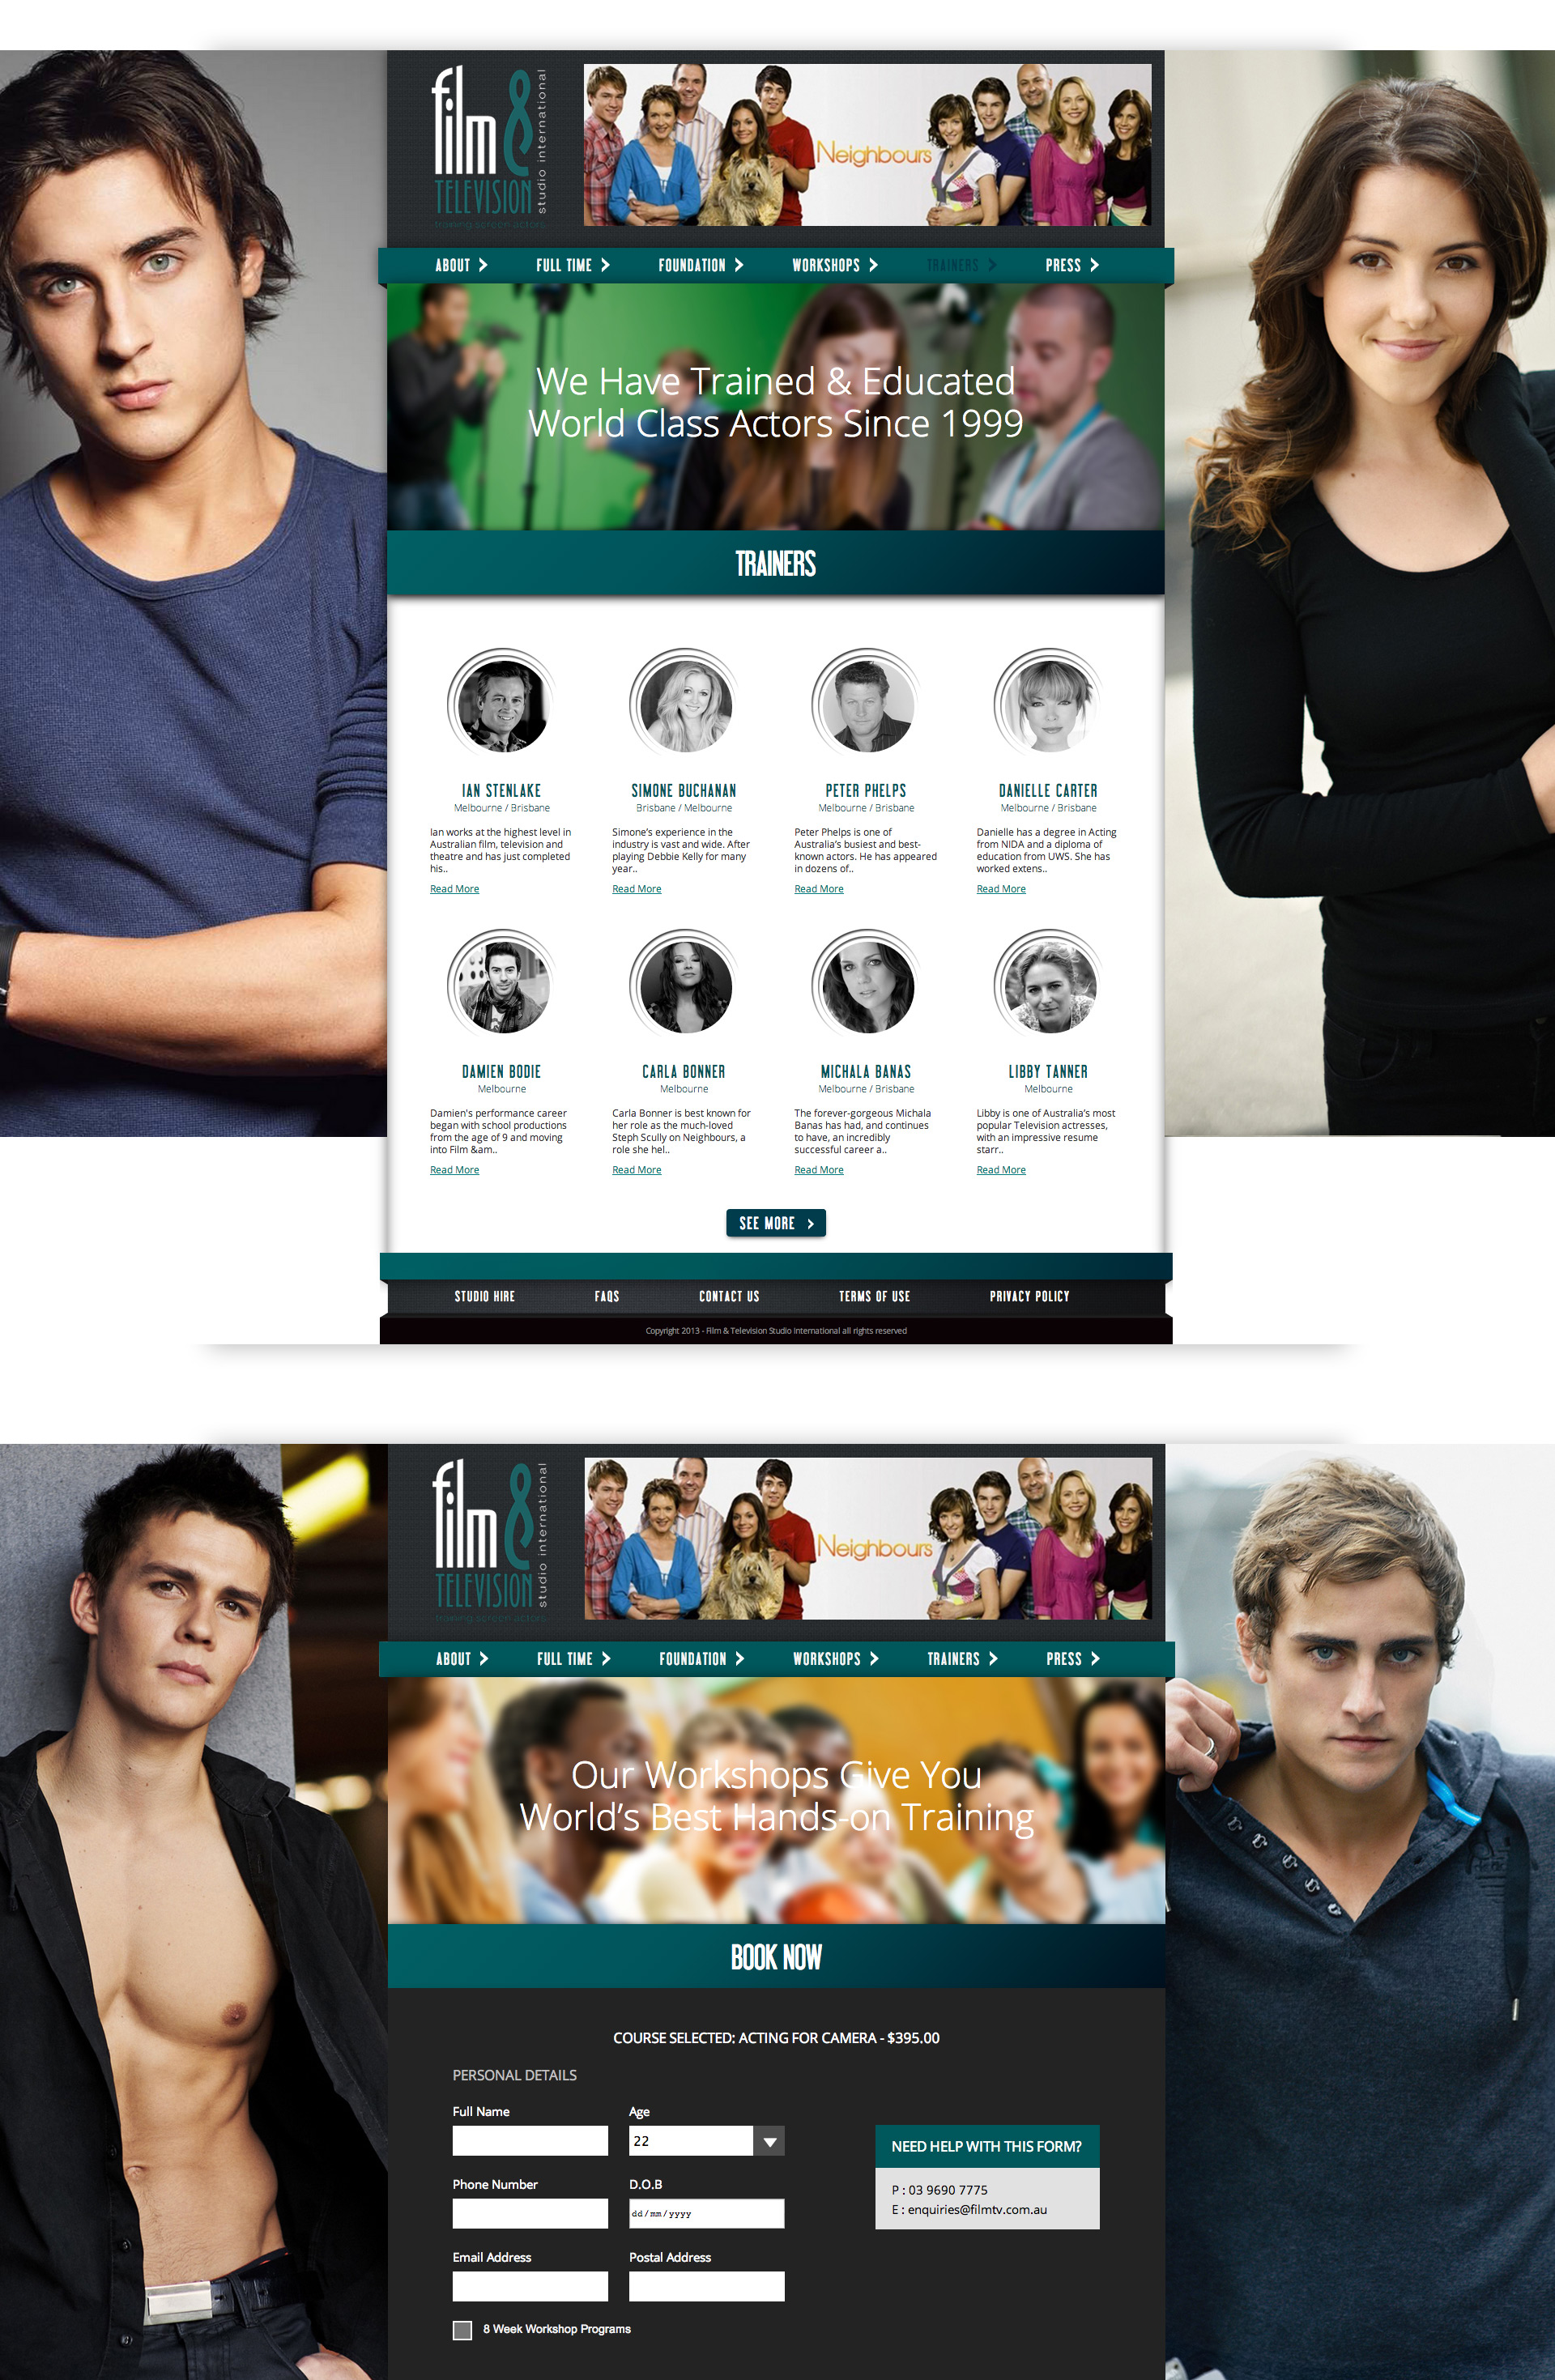 film &
TELEVISION
studio international
training screen actors
Neighbours
ABOUT
FULL TIME
FOUNDATION
WORKSHOPS
TRAINERS
PRESS
We Have Trained & Educated
World Class Actors Since 1999
TRAINERS
IAN STENLAKE
Melbourne / Brisbane
Ian works at the highest level in
Australian film, television and
theatre and has just completed
his..
Read More
SIMONE BUCHANAN
Brisbane / Melbourne
Simone's experience in the
industry is vast and wide. After
playing Debbie Kelly for many
year..
Read More
PETER PHELPS
Melbourne / Brisbane
Peter Phelps is one of
Australia's busiest and best-
known actors. He has appeared
in dozens of..
Read More
DANIELLE CARTER
Melbourne / Brisbane
Danielle has a degree in Acting
from NIDA and a diploma of
education from UWS. She has
worked extens..
Read More
DAMIEN BODIE
Melbourne
Damien's performance career
began with school productions
from the age of 9 and moving
into Film &am..
Read More
CARLA BONNER
Melbourne
Carla Bonner is best known for
her role as the much-loved
Steph Scully on Neighbours, a
role she hel..
Read More
MICHALA BANAS
Melbourne / Brisbane
The forever-gorgeous Michala
Banas has had, and continues
to have, an incredibly
successful career a..
Read More
LIBBY TANNER
Melbourne
Libby is one of Australia's most
popular Television actresses,
with an impressive resume
starr..
Read More
SEE MORE
STUDIO HIRE
FAQS
CONTACT US
TERMS OF USE
PRIVACY POLICY
Copyright 2013 - Film & Television Studio International all rights reserved
film &
TELEVISION
studio international
training screen actors
Neighbours
ABOUT
FULL TIME
FOUNDATION
WORKSHOPS
TRAINERS
PRESS
Our Workshops Give You
World's Best Hands-on Training
BOOK NOW
COURSE SELECTED: ACTING FOR CAMERA - $395.00
PERSONAL DETAILS
Full Name
Age
22
Phone Number
D.O.B
dd/mm/yyyy
Email Address
Postal Address
8 Week Workshop Programs
NEED HELP WITH THIS FORM?
P : 03 9690 7775
E : enquiries@filmtv.com.au